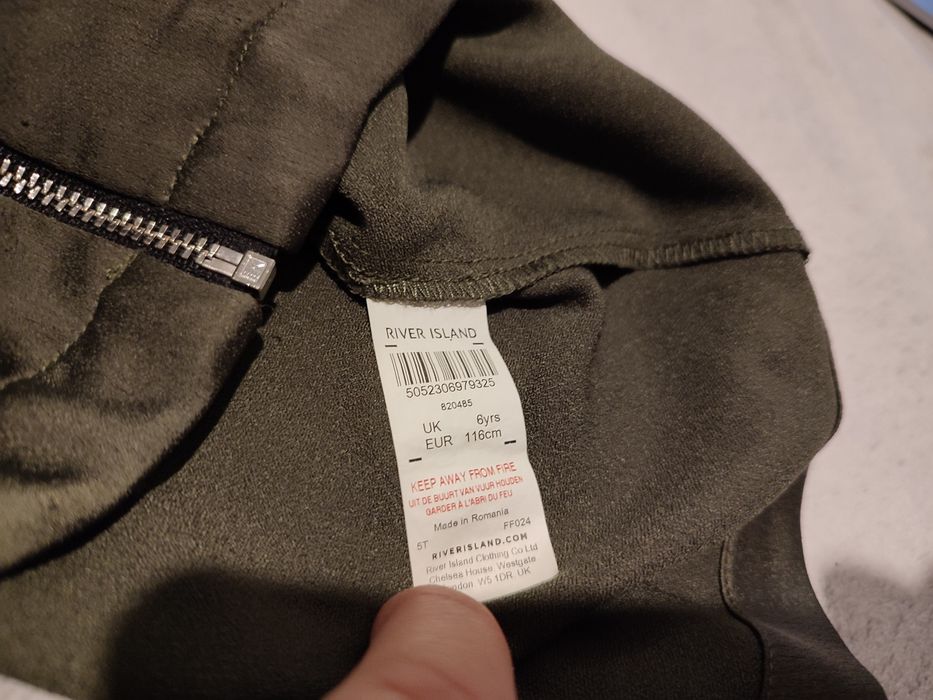 RIVER ISLAND
5052306979325
820485
UK 6yrs
EUR 116cm
KEEP AWAY FROM FIRE
UIT DE BUURT VAN VUUR HOUDEN
GARDER À L'ABRI DU FEU
Made in Romania
5T FF024
RIVERISLAND.COM
River Island Clothing Co Ltd
Chelsea House, Westgate
W5 1DR, UK